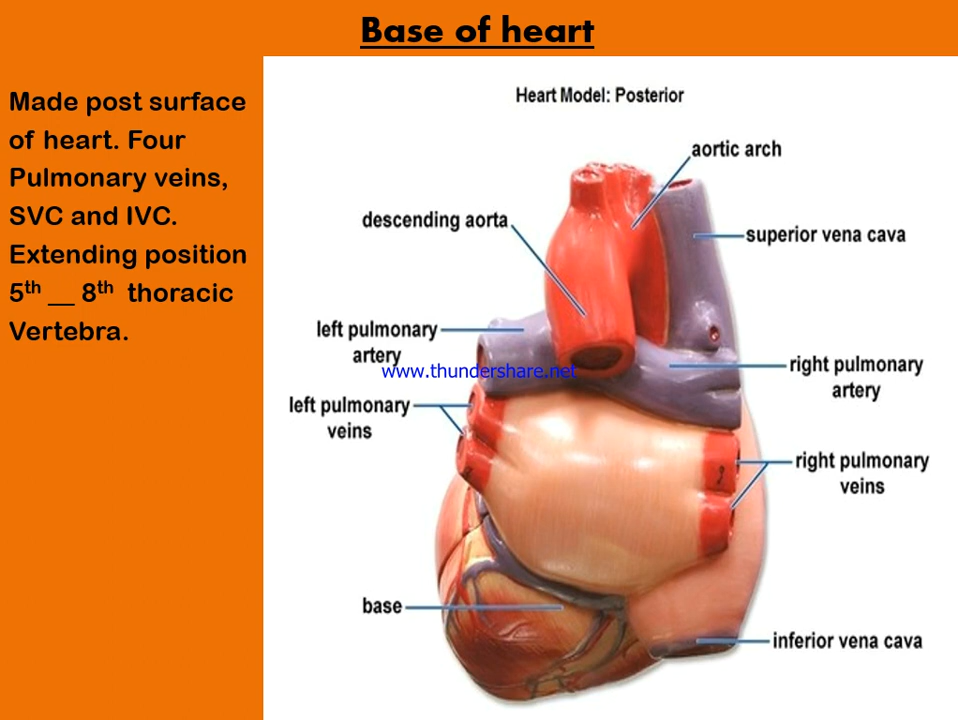 Base of heart
Made post surface
of heart. Four
Pulmonary veins,
SVC and IVC.
Extending position
5th __ 8th thoracic
Vertebra.
Heart Model: Posterior
aortic arch
descending aorta
superior vena cava
left pulmonary
artery
www.thundershare.net
right pulmonary
artery
left pulmonary
veins
right pulmonary
veins
base
inferior vena cava